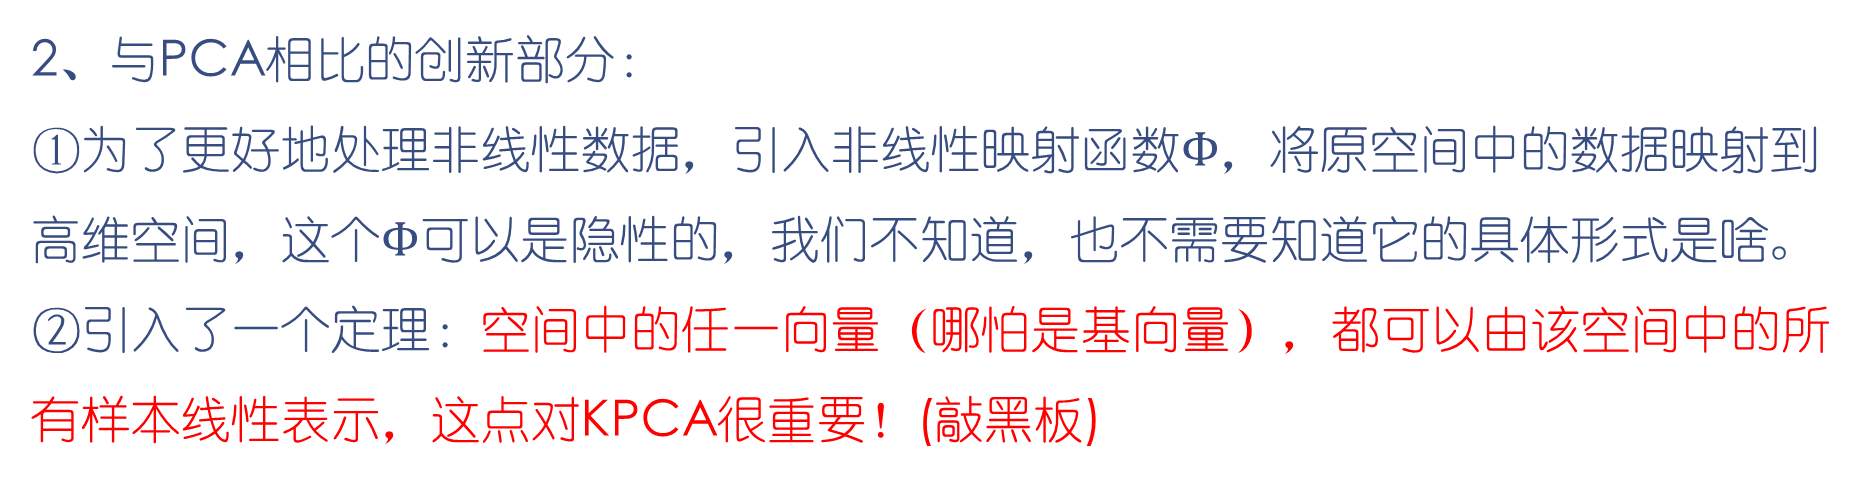 2、与PCA相比的创新部分：
①为了更好地处理非线性数据，引入非线性映射函数Φ，将原空间中的数据映射到
高维空间，这个Φ可以是隐性的，我们不知道，也不需要知道它的具体形式是啥。
②引入了一个定理：空间中的任一向量（哪怕是基向量），都可以由该空间中的所
有样本线性表示，这点对KPCA很重要！(敲黑板)